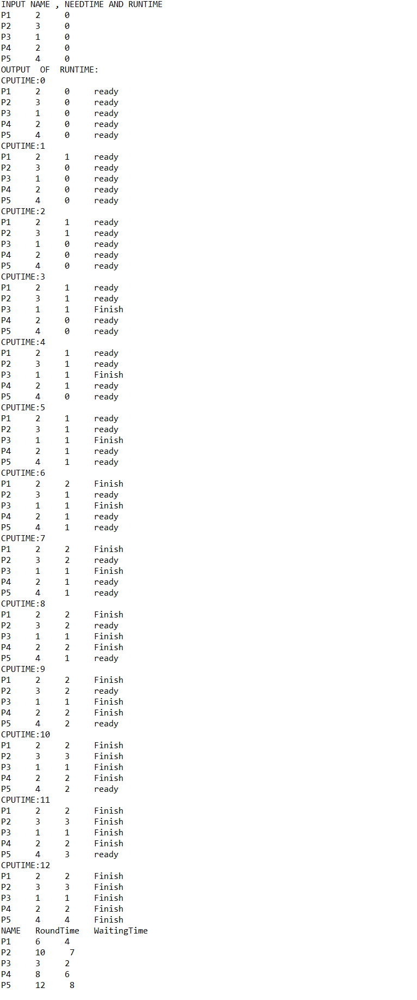 INPUT NAME , NEEDTIME AND RUNTIME
P1     2     0
P2     3     0
P3     1     0
P4     2     0
P5     4     0
OUTPUT  OF  RUNTIME:
CPUTIME:0
P1     2     0     ready
P2     3     0     ready
P3     1     0     ready
P4     2     0     ready
P5     4     0     ready
CPUTIME:1
P1     2     1     ready
P2     3     0     ready
P3     1     0     ready
P4     2     0     ready
P5     4     0     ready
CPUTIME:2
P1     2     1     ready
P2     3     1     ready
P3     1     0     ready
P4     2     0     ready
P5     4     0     ready
CPUTIME:3
P1     2     1     ready
P2     3     1     ready
P3     1     1     Finish
P4     2     0     ready
P5     4     0     ready
CPUTIME:4
P1     2     1     ready
P2     3     1     ready
P3     1     1     Finish
P4     2     1     ready
P5     4     0     ready
CPUTIME:5
P1     2     1     ready
P2     3     1     ready
P3     1     1     Finish
P4     2     1     ready
P5     4     1     ready
CPUTIME:6
P1     2     2     Finish
P2     3     1     ready
P3     1     1     Finish
P4     2     1     ready
P5     4     1     ready
CPUTIME:7
P1     2     2     Finish
P2     3     2     ready
P3     1     1     Finish
P4     2     1     ready
P5     4     1     ready
CPUTIME:8
P1     2     2     Finish
P2     3     2     ready
P3     1     1     Finish
P4     2     2     Finish
P5     4     1     ready
CPUTIME:9
P1     2     2     Finish
P2     3     2     ready
P3     1     1     Finish
P4     2     2     Finish
P5     4     2     ready
CPUTIME:10
P1     2     2     Finish
P2     3     3     Finish
P3     1     1     Finish
P4     2     2     Finish
P5     4     2     ready
CPUTIME:11
P1     2     2     Finish
P2     3     3     Finish
P3     1     1     Finish
P4     2     2     Finish
P5     4     3     ready
CPUTIME:12
P1     2     2     Finish
P2     3     3     Finish
P3     1     1     Finish
P4     2     2     Finish
P5     4     4     Finish
NAME   RoundTime   WaitingTime
P1     6     4
P2     10     7
P3     3     2
P4     8     6
P5     12     8